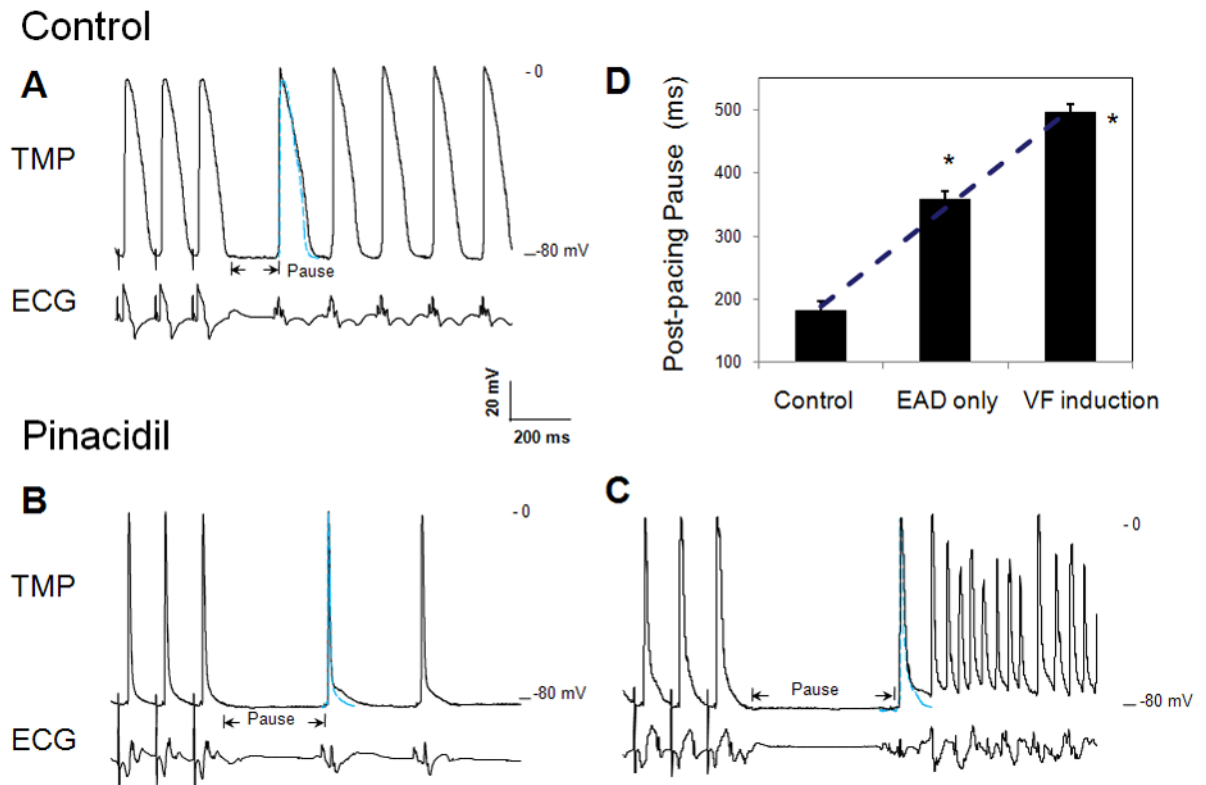 Control
A
TMP
- 0
-80 mV
Pause
ECG
20 mV
200 ms
D
Post-pacing Pause (ms)
500
400
300
200
100
*
*
Control
EAD only
VF induction
Pinacidil
B
TMP
- 0
-80 mV
Pause
ECG
C
- 0
-80 mV
Pause